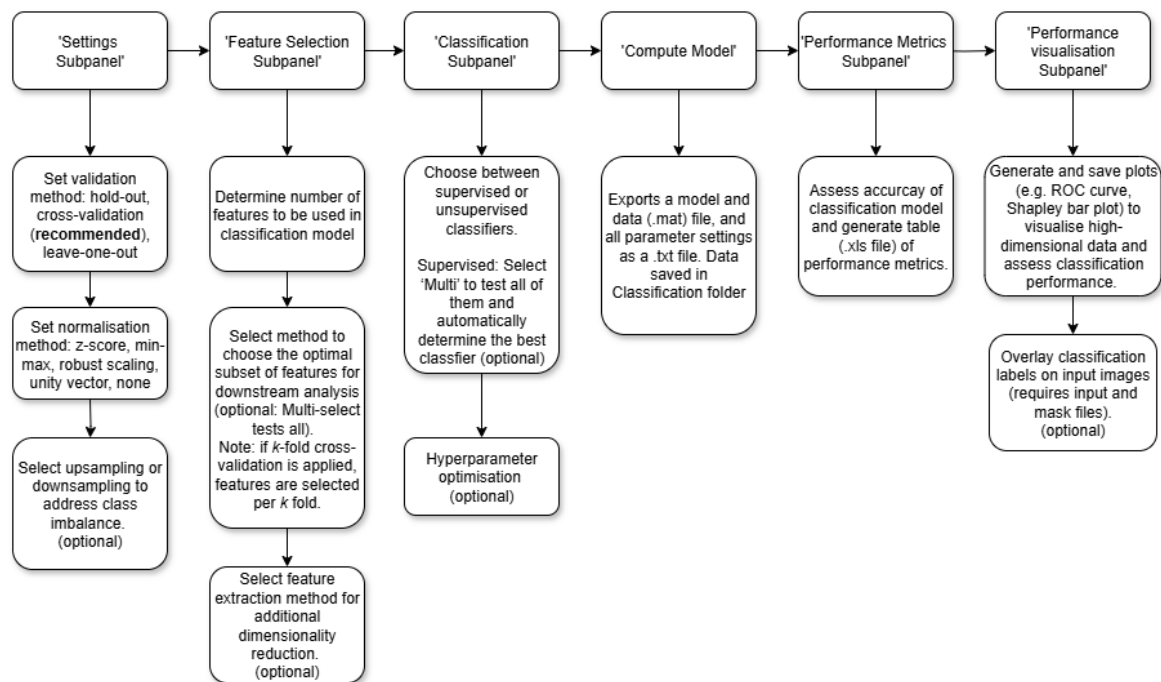 'Settings
Subpanel'
'Feature Selection
Subpanel'
'Classification
Subpanel'
'Compute Model'
'Performance Metrics
Subpanel'
'Performance
visualisation
Subpanel'
Set validation
method: hold-out,
cross-validation
(recommended),
leave-one-out
Set normalisation
method: z-score, min-
max, robust scaling,
unity vector, none
Select upsampling or
downsampling to
address class
imbalance.
(optional)
Determine number of
features to be used in
classification model
Select method to
choose the optimal
subset of features for
downstream analysis
(optional: Multi-select
tests all).
Note: if k-fold cross-
validation is applied,
features are selected
per k fold.
Select feature
extraction method for
additional
dimensionality
reduction.
(optional)
Choose between
supervised or
unsupervised
classifiers.
Supervised: Select
‘Multi’ to test all of
them and
automatically
determine the best
classfier (optional)
Hyperparameter
optimisation
(optional)
Exports a model and
data (.mat) file, and
all parameter settings
as a .txt file. Data
saved in
Classification folder
Assess accurcay of
classification model
and generate table
(.xls file) of
performance metrics.
Generate and save plots
(e.g. ROC curve,
Shapley bar plot) to
visualise high-
dimensional data and
assess classification
performance.
Overlay classification
labels on input images
(requires input and
mask files).
(optional)